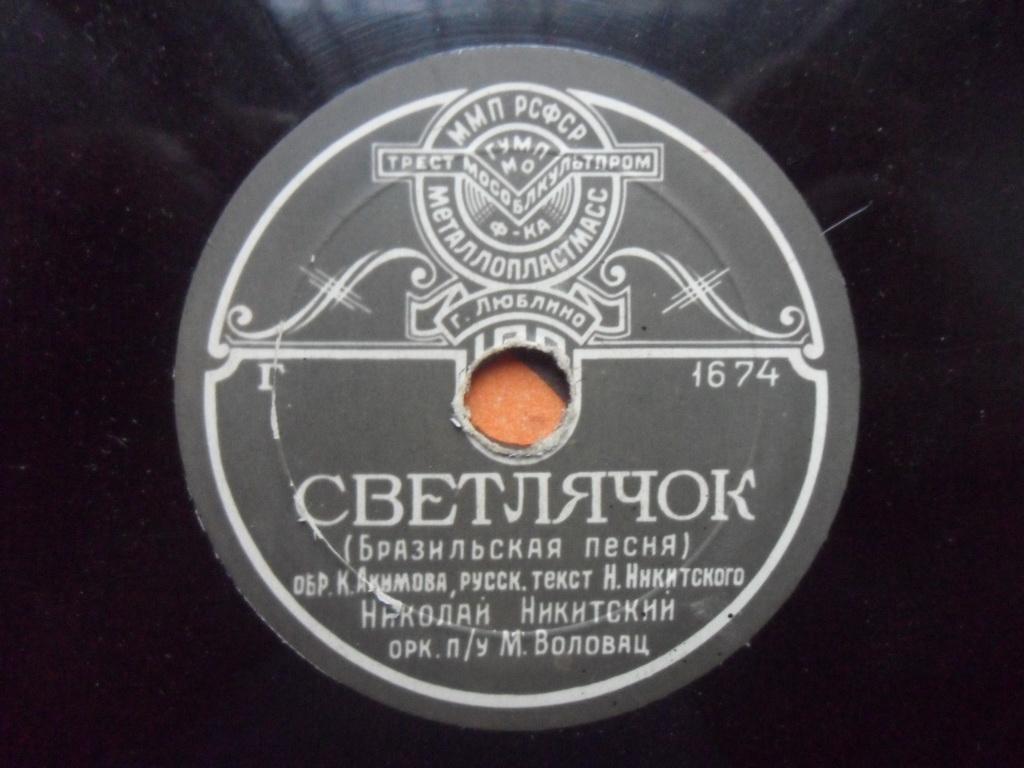 ММП РСФСР
ГУМП
МО
ТРЕСТ МОСОБЛКУЛЬТПРОМ
Ф-КА
МЕТАЛЛОПЛАСТМАСС
Г. ЛЮБЛИНО
Г 1674
СВЕТЛЯЧОК
(БРАЗИЛЬСКАЯ ПЕСНЯ)
ОБР. К. АКИМОВА, РУССК. ТЕКСТ Н. НИКИТСКОГО
НИКОЛАЙ НИКИТСКИЙ
ОРК. П/У М. ВОЛОВАЦ